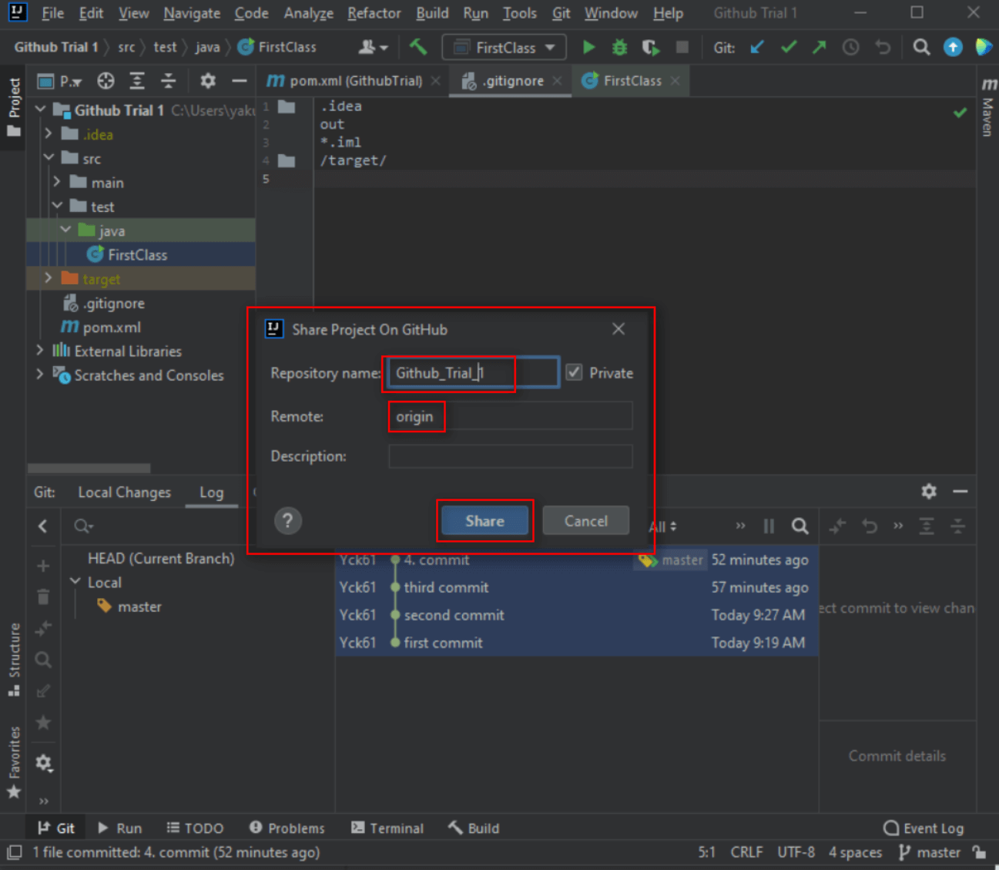 IJ File Edit View Navigate Code Analyze Refactor Build Run Tools Git Window Help Github Trial 1
Github Trial 1 src test java FirstClass FirstClass Git:
P.. pom.xml (GithubTrial) .gitignore FirstClass
Project
Maven
Github Trial 1 C:\Users\yaku
.idea
src
main
test
java
FirstClass
target
.gitignore
pom.xml
External Libraries
Scratches and Consoles
1 .idea
2 out
3 *.iml
4 /target/
5
Share Project On GitHub
Repository name: Github_Trial_1 Private
Remote: origin
Description:
? Share Cancel
Git: Local Changes Log
All
HEAD (Current Branch)
Local
master
Yck61 4. commit master 52 minutes ago
Yck61 third commit 57 minutes ago
Yck61 second commit Today 9:27 AM
Yck61 first commit Today 9:19 AM
ect commit to view chan
Commit details
Structure
Favorites
Git Run TODO Problems Terminal Build Event Log
1 file committed: 4. commit (52 minutes ago) 5:1 CRLF UTF-8 4 spaces master